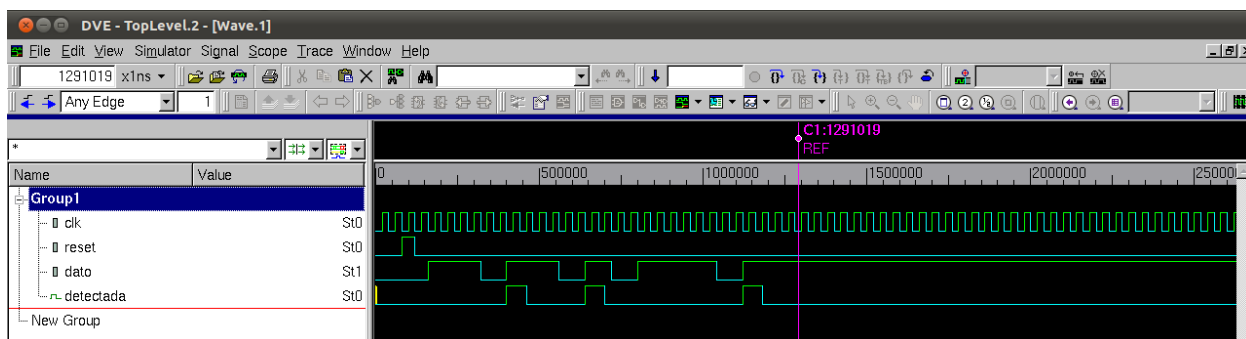 DVE - TopLevel.2 - [Wave.1]
File Edit View Simulator Signal Scope Trace Window Help
1291019 x1ns
Any Edge 1
C1:1291019
* REF
Name Value 0 500000 1000000 1500000 2000000 25000
Group1
clk St0
reset St0
dato St1
detectada St0
New Group